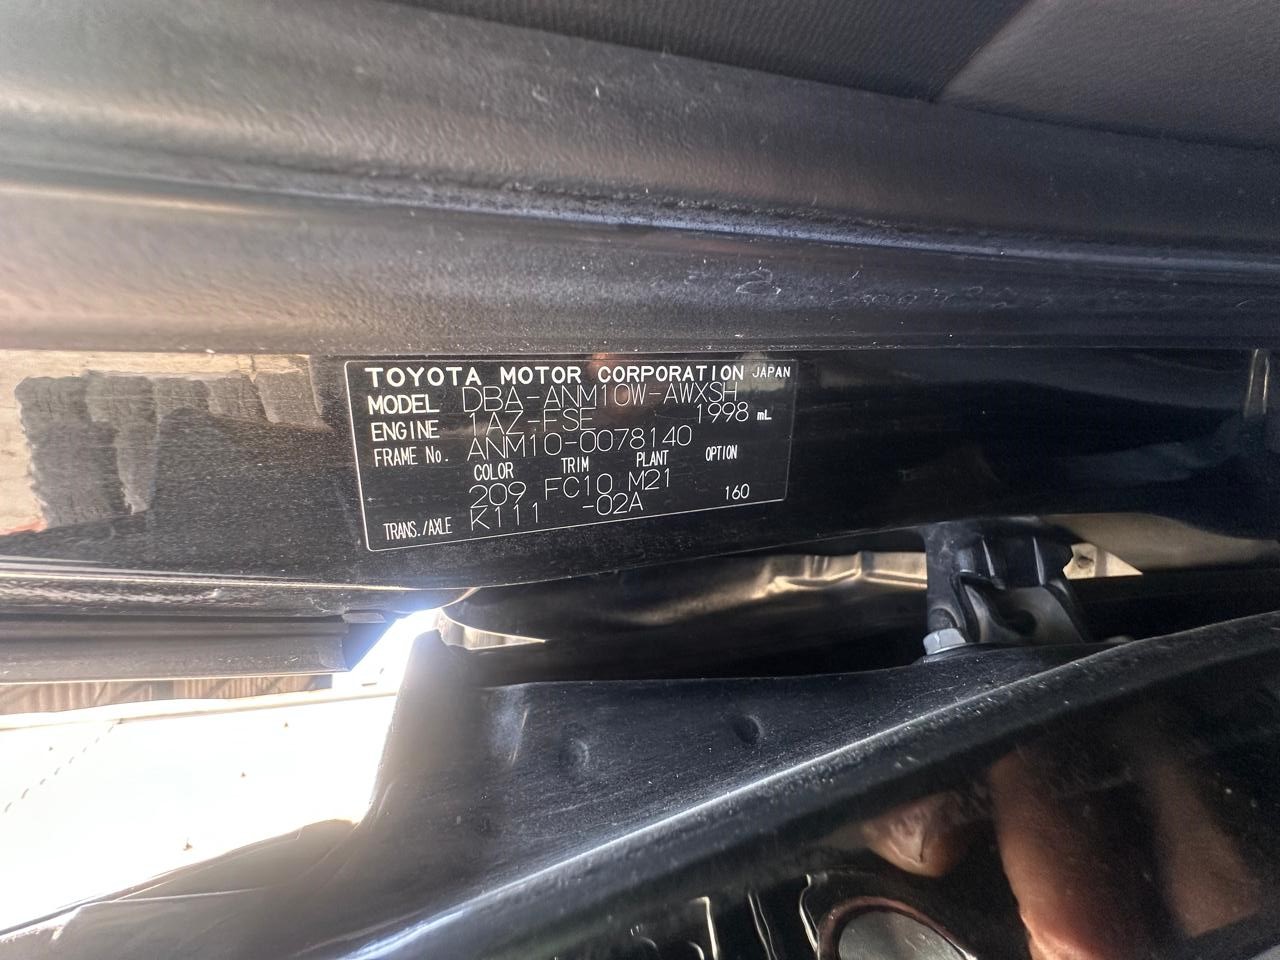 TOYOTA MOTOR CORPORATION JAPAN
MODEL DBA-ANM10W-AWXSH
ENGINE 1AZ-FSE 1998 mL
FRAME No. ANM10-0078140
COLOR TRIM PLANT OPTION
209 FC10 M21
TRANS./AXLE K111 -02A 160